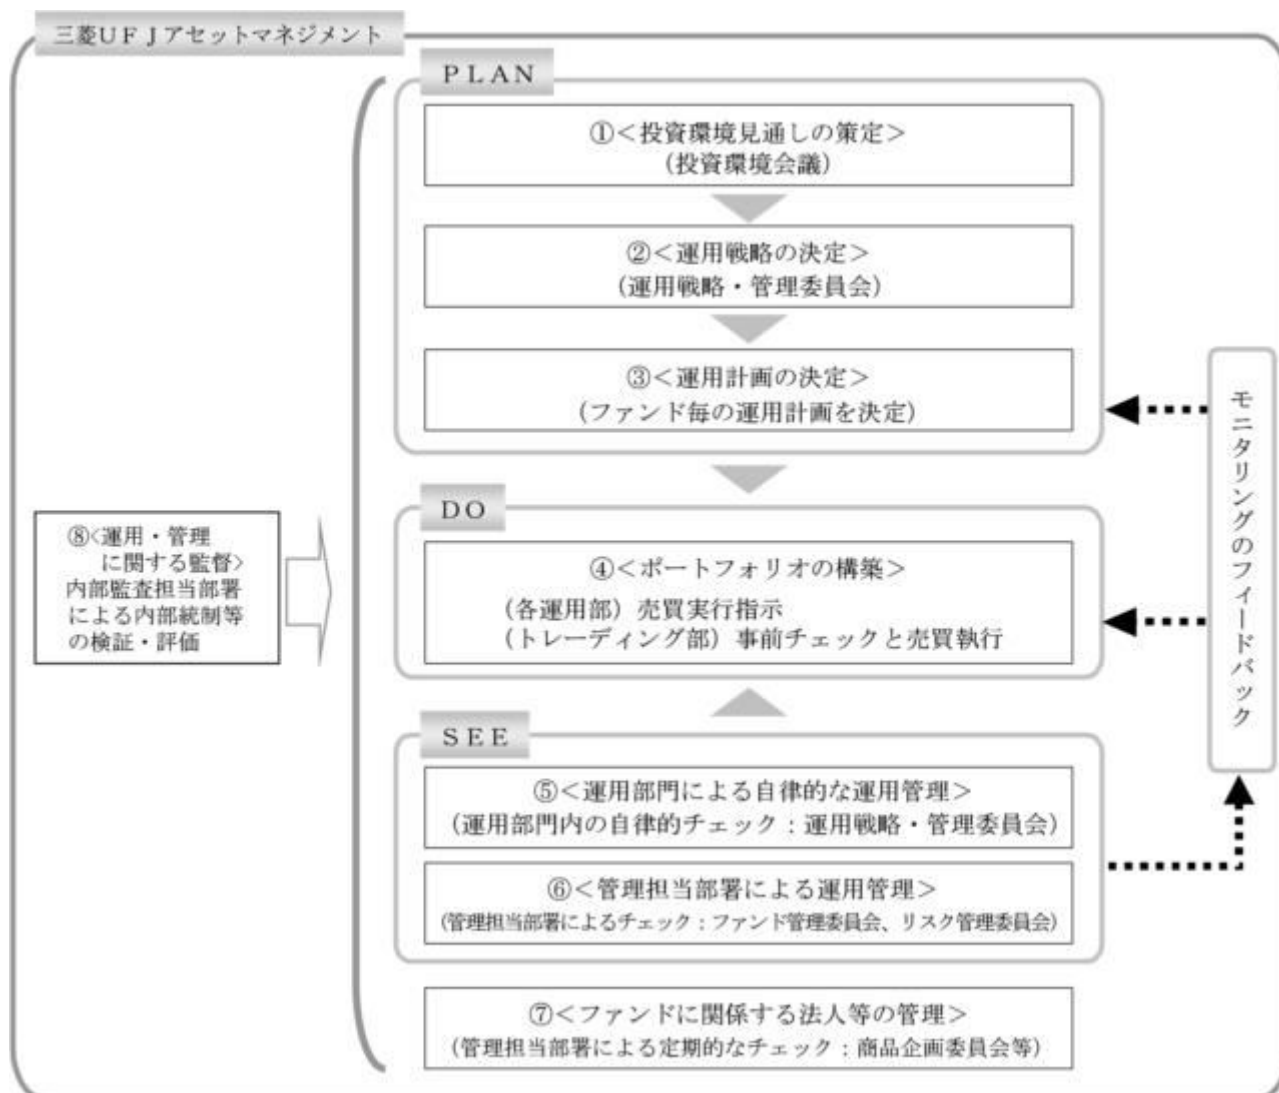 三菱ＵＦＪアセットマネジメント
ＰＬＡＮ
①＜投資環境見通しの策定＞
（投資環境会議）
②＜運用戦略の決定＞
（運用戦略・管理委員会）
③＜運用計画の決定＞
（ファンド毎の運用計画を決定）
ＤＯ
④＜ポートフォリオの構築＞
（各運用部）売買実行指示
（トレーディング部）事前チェックと売買執行
ＳＥＥ
⑤＜運用部門による自律的な運用管理＞
（運用部門内の自律的チェック：運用戦略・管理委員会）
⑥＜管理担当部署による運用管理＞
（管理担当部署によるチェック：ファンド管理委員会、リスク管理委員会）
⑦＜ファンドに関係する法人等の管理＞
（管理担当部署による定期的なチェック：商品企画委員会等）
⑧<運用・管理
に関する監督>
内部監査担当部署
による内部統制等
の検証・評価
モニタリングのフィードバック